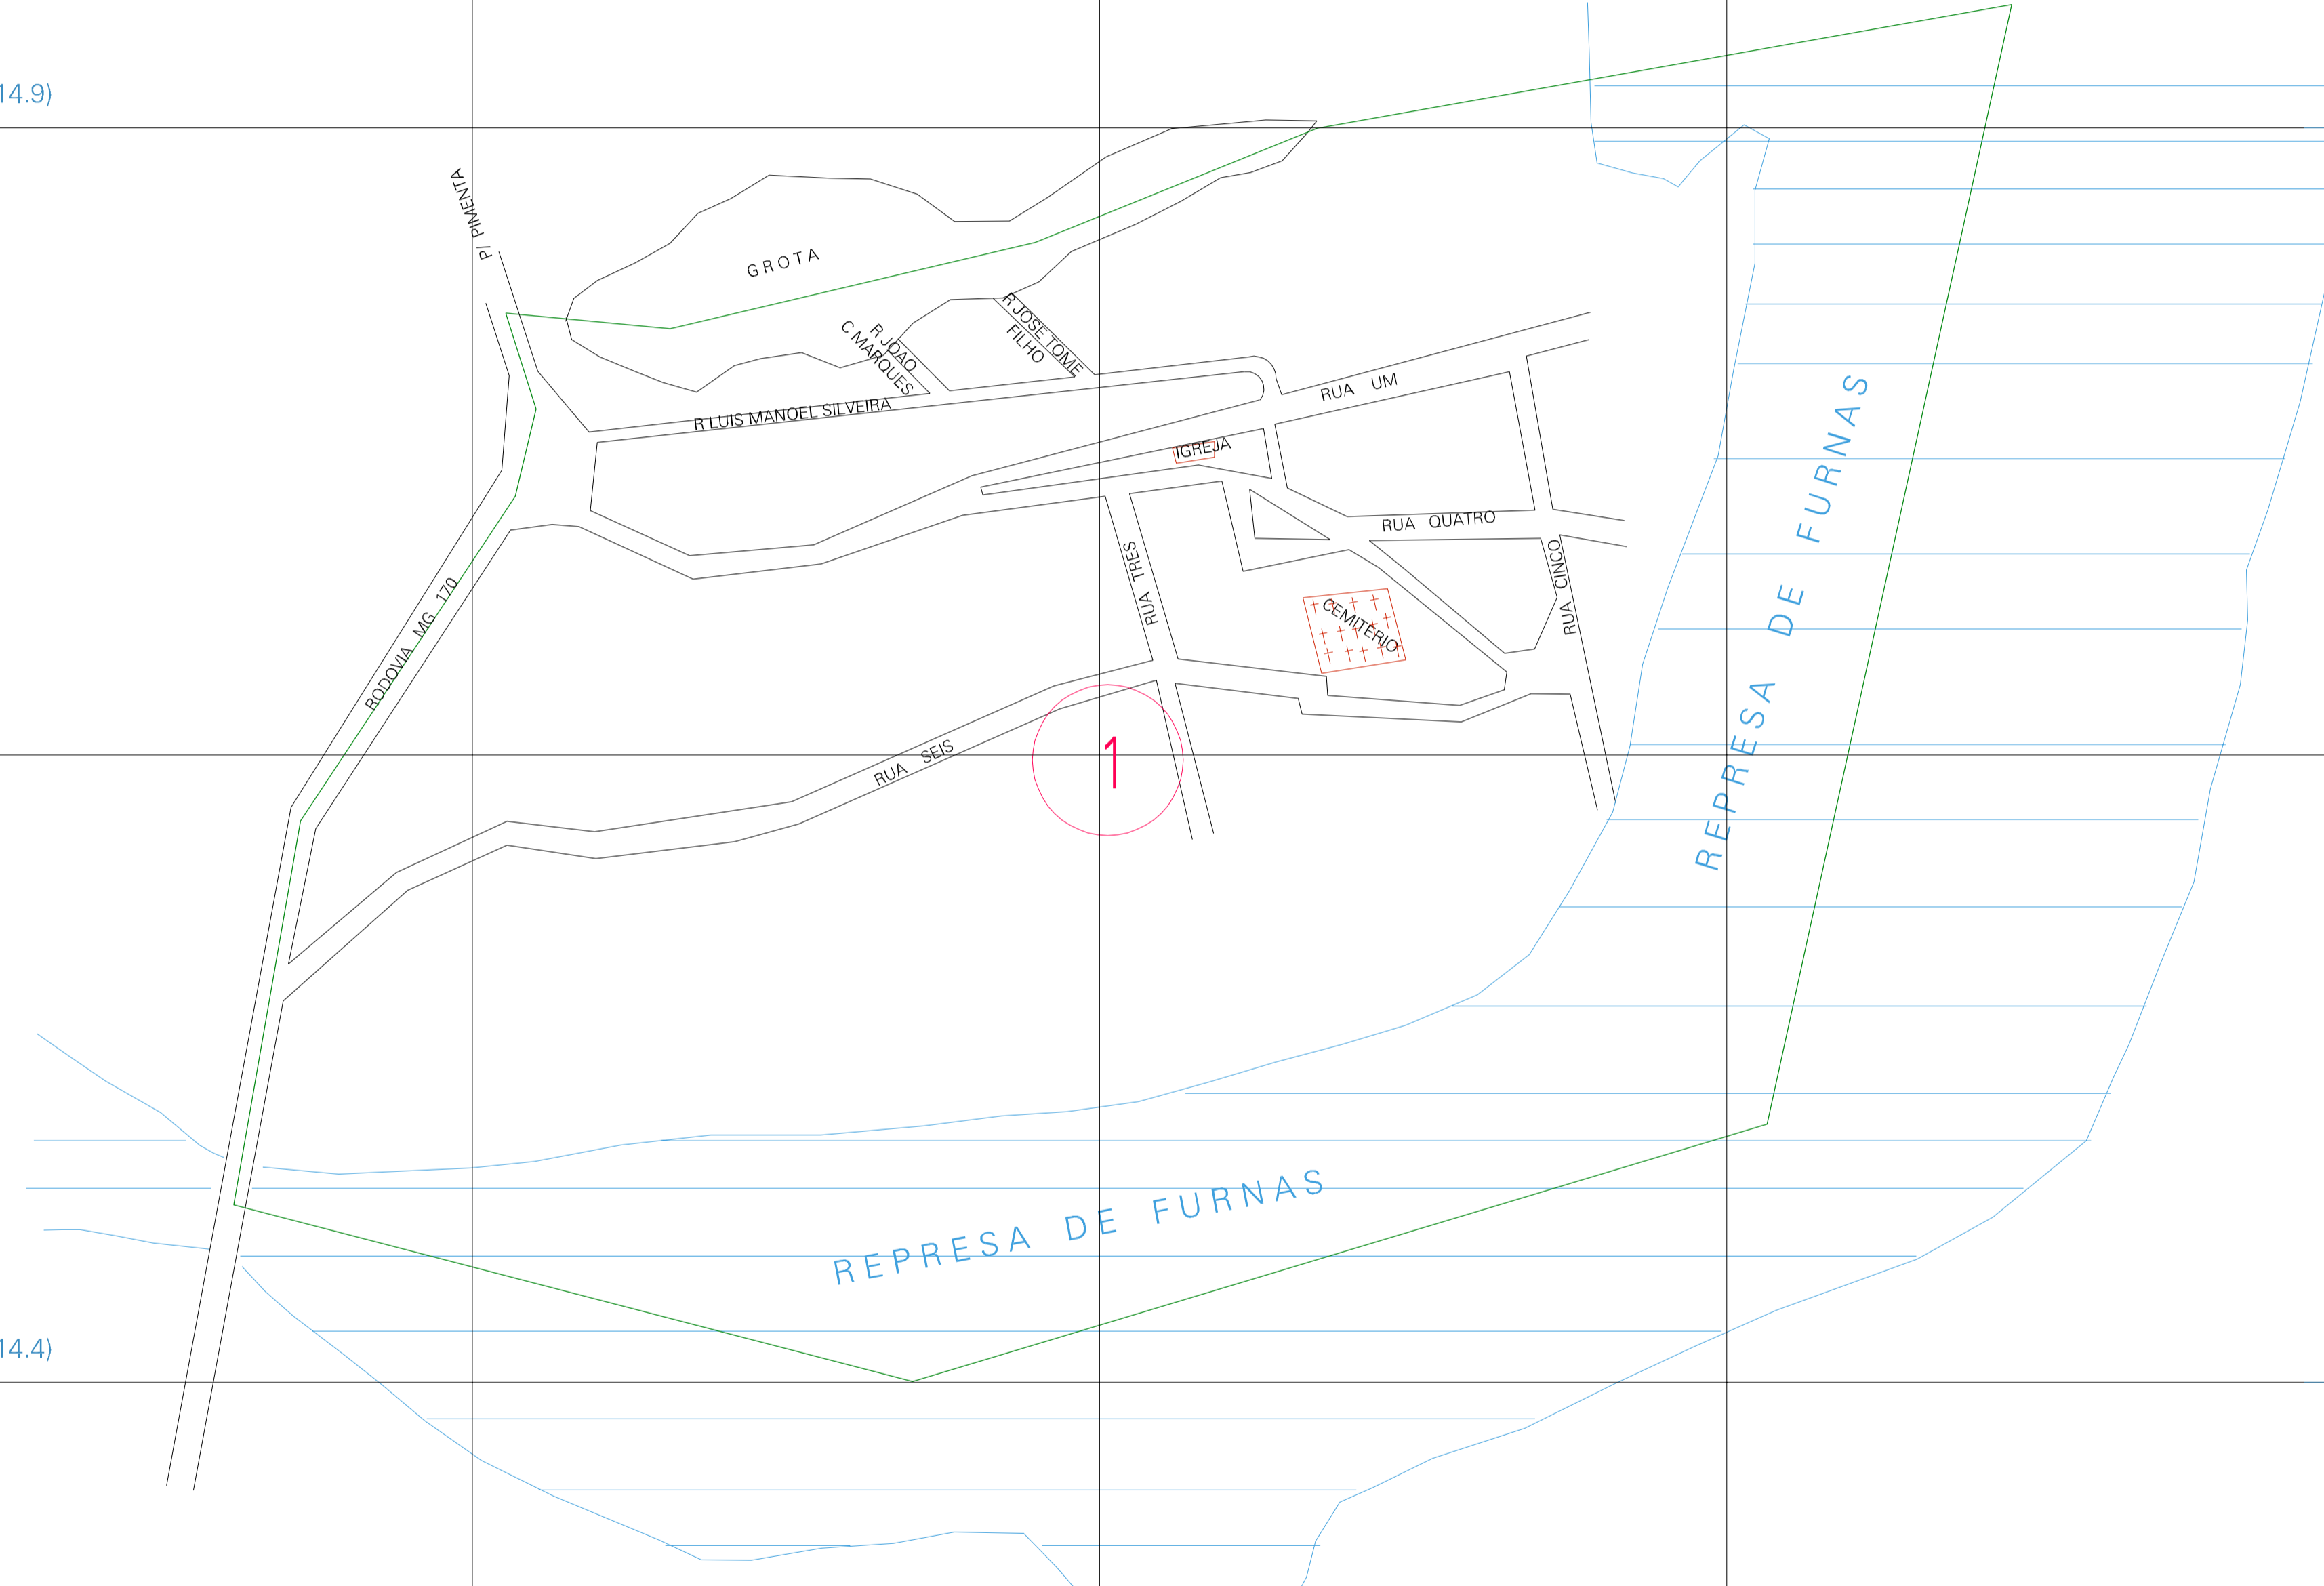 14.9)
P/ PIMENTA
GROTA
R JOSE TOME
FILHO
R JOAO
C MARQUES
R LUIS MANOEL SILVEIRA
RUA UM
IGREJA
RUA QUATRO
RUA TRES
RUA CINCO
CEMITERIO
RODOVIA MG 170
RUA SEIS
1
REPRESA DE FURNAS
REPRESA DE FURNAS
14.4)